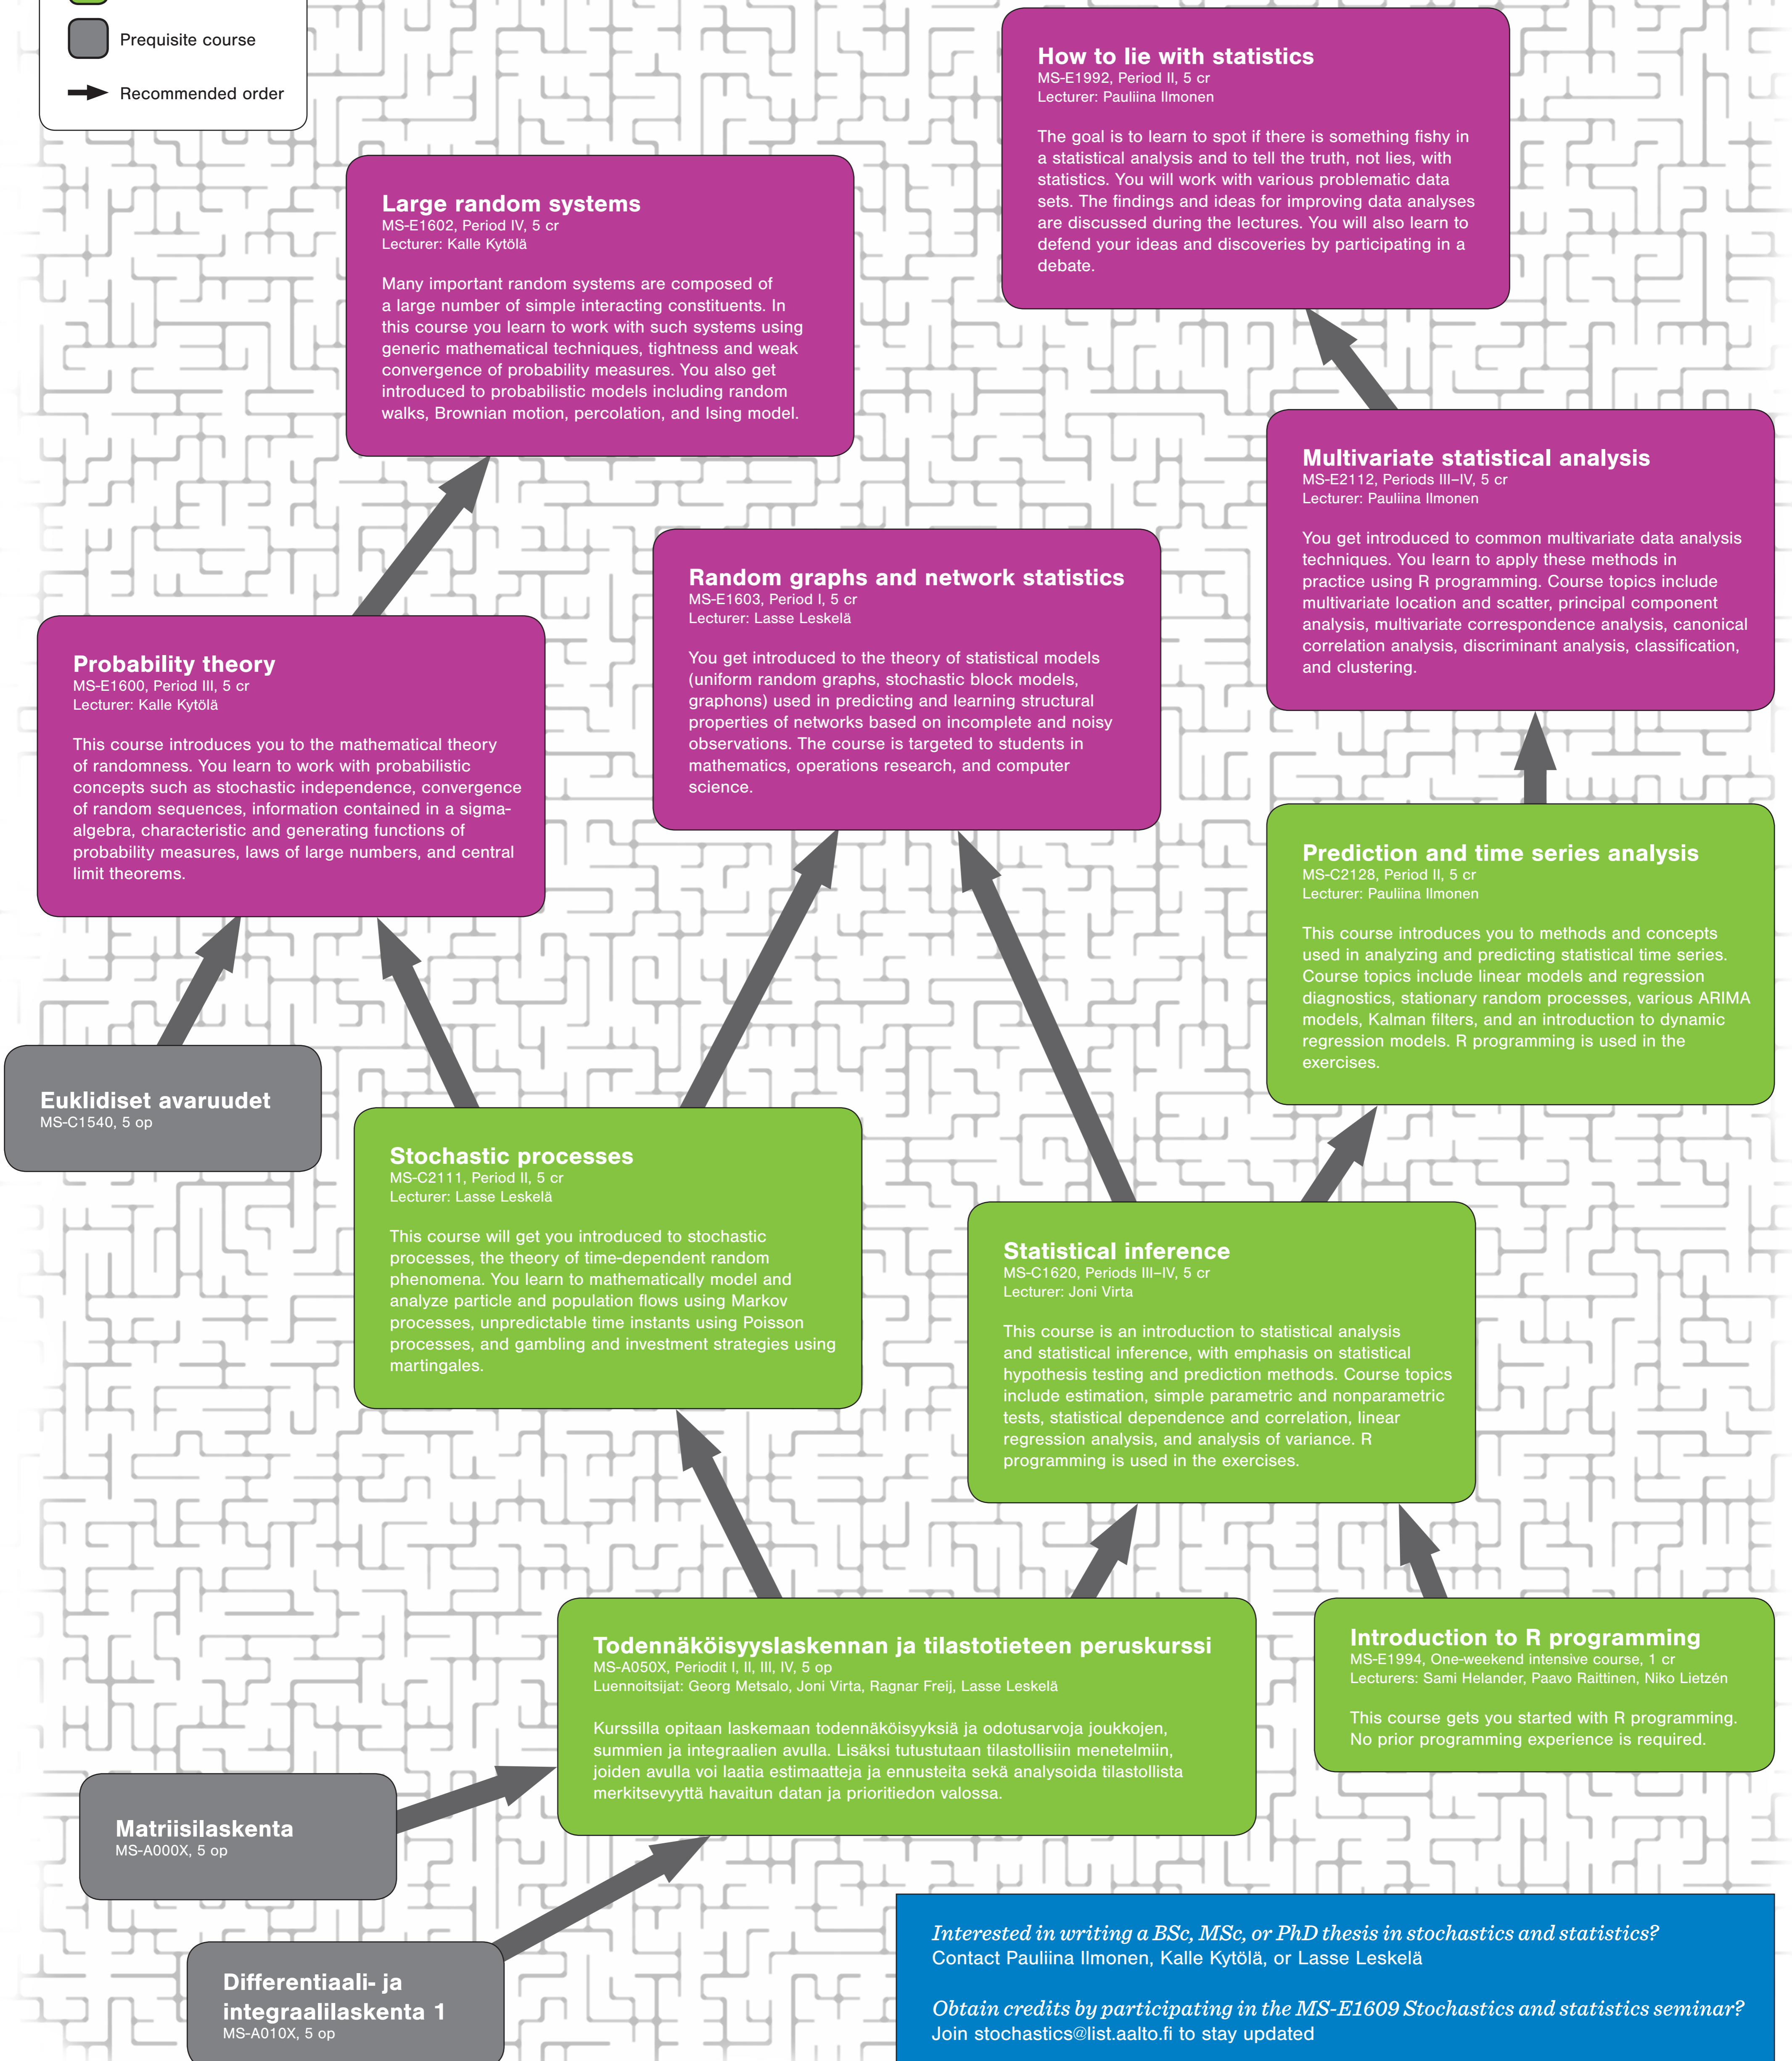 Prequisite course
Recommended order
How to lie with statistics
MS-E1992, Period II, 5 cr
Lecturer: Pauliina Ilmonen
The goal is to learn to spot if there is something fishy in
a statistical analysis and to tell the truth, not lies, with
statistics. You will work with various problematic data
sets. The findings and ideas for improving data analyses
are discussed during the lectures. You will also learn to
defend your ideas and discoveries by participating in a
debate.
Large random systems
MS-E1602, Period IV, 5 cr
Lecturer: Kalle Kytölä
Many important random systems are composed of
a large number of simple interacting constituents. In
this course you learn to work with such systems using
generic mathematical techniques, tightness and weak
convergence of probability measures. You also get
introduced to probabilistic models including random
walks, Brownian motion, percolation, and Ising model.
Multivariate statistical analysis
MS-E2112, Periods III–IV, 5 cr
Lecturer: Pauliina Ilmonen
You get introduced to common multivariate data analysis
techniques. You learn to apply these methods in
practice using R programming. Course topics include
multivariate location and scatter, principal component
analysis, multivariate correspondence analysis, canonical
correlation analysis, discriminant analysis, classification,
and clustering.
Random graphs and network statistics
MS-E1603, Period I, 5 cr
Lecturer: Lasse Leskelä
You get introduced to the theory of statistical models
(uniform random graphs, stochastic block models,
graphons) used in predicting and learning structural
properties of networks based on incomplete and noisy
observations. The course is targeted to students in
mathematics, operations research, and computer
science.
Probability theory
MS-E1600, Period III, 5 cr
Lecturer: Kalle Kytölä
This course introduces you to the mathematical theory
of randomness. You learn to work with probabilistic
concepts such as stochastic independence, convergence
of random sequences, information contained in a sigma-
algebra, characteristic and generating functions of
probability measures, laws of large numbers, and central
limit theorems.
Prediction and time series analysis
MS-C2128, Period II, 5 cr
Lecturer: Pauliina Ilmonen
This course introduces you to methods and concepts
used in analyzing and predicting statistical time series.
Course topics include linear models and regression
diagnostics, stationary random processes, various ARIMA
models, Kalman filters, and an introduction to dynamic
regression models. R programming is used in the
exercises.
Euklidiset avaruudet
MS-C1540, 5 op
Stochastic processes
MS-C2111, Period II, 5 cr
Lecturer: Lasse Leskelä
This course will get you introduced to stochastic
processes, the theory of time-dependent random
phenomena. You learn to mathematically model and
analyze particle and population flows using Markov
processes, unpredictable time instants using Poisson
processes, and gambling and investment strategies using
martingales.
Statistical inference
MS-C1620, Periods III–IV, 5 cr
Lecturer: Joni Virta
This course is an introduction to statistical analysis
and statistical inference, with emphasis on statistical
hypothesis testing and prediction methods. Course topics
include estimation, simple parametric and nonparametric
tests, statistical dependence and correlation, linear
regression analysis, and analysis of variance. R
programming is used in the exercises.
Todennäköisyyslaskennan ja tilastotieteen peruskurssi
MS-A050X, Periodit I, II, III, IV, 5 op
Luennoitsijat: Georg Metsalo, Joni Virta, Ragnar Freij, Lasse Leskelä
Kurssilla opitaan laskemaan todennäköisyyksiä ja odotusarvoja joukkojen,
summien ja integraalien avulla. Lisäksi tutustutaan tilastollisiin menetelmiin,
joiden avulla voi laatia estimaatteja ja ennusteita sekä analysoida tilastollista
merkitsevyyttä havaitun datan ja prioritiedon valossa.
Introduction to R programming
MS-E1994, One-weekend intensive course, 1 cr
Lecturers: Sami Helander, Paavo Raittinen, Niko Lietzén
This course gets you started with R programming.
No prior programming experience is required.
Matriisilaskenta
MS-A000X, 5 op
Differentiaali- ja
integraalilaskenta 1
MS-A010X, 5 op
Interested in writing a BSc, MSc, or PhD thesis in stochastics and statistics?
Contact Pauliina Ilmonen, Kalle Kytölä, or Lasse Leskelä
Obtain credits by participating in the MS-E1609 Stochastics and statistics seminar?
Join stochastics@list.aalto.fi to stay updated